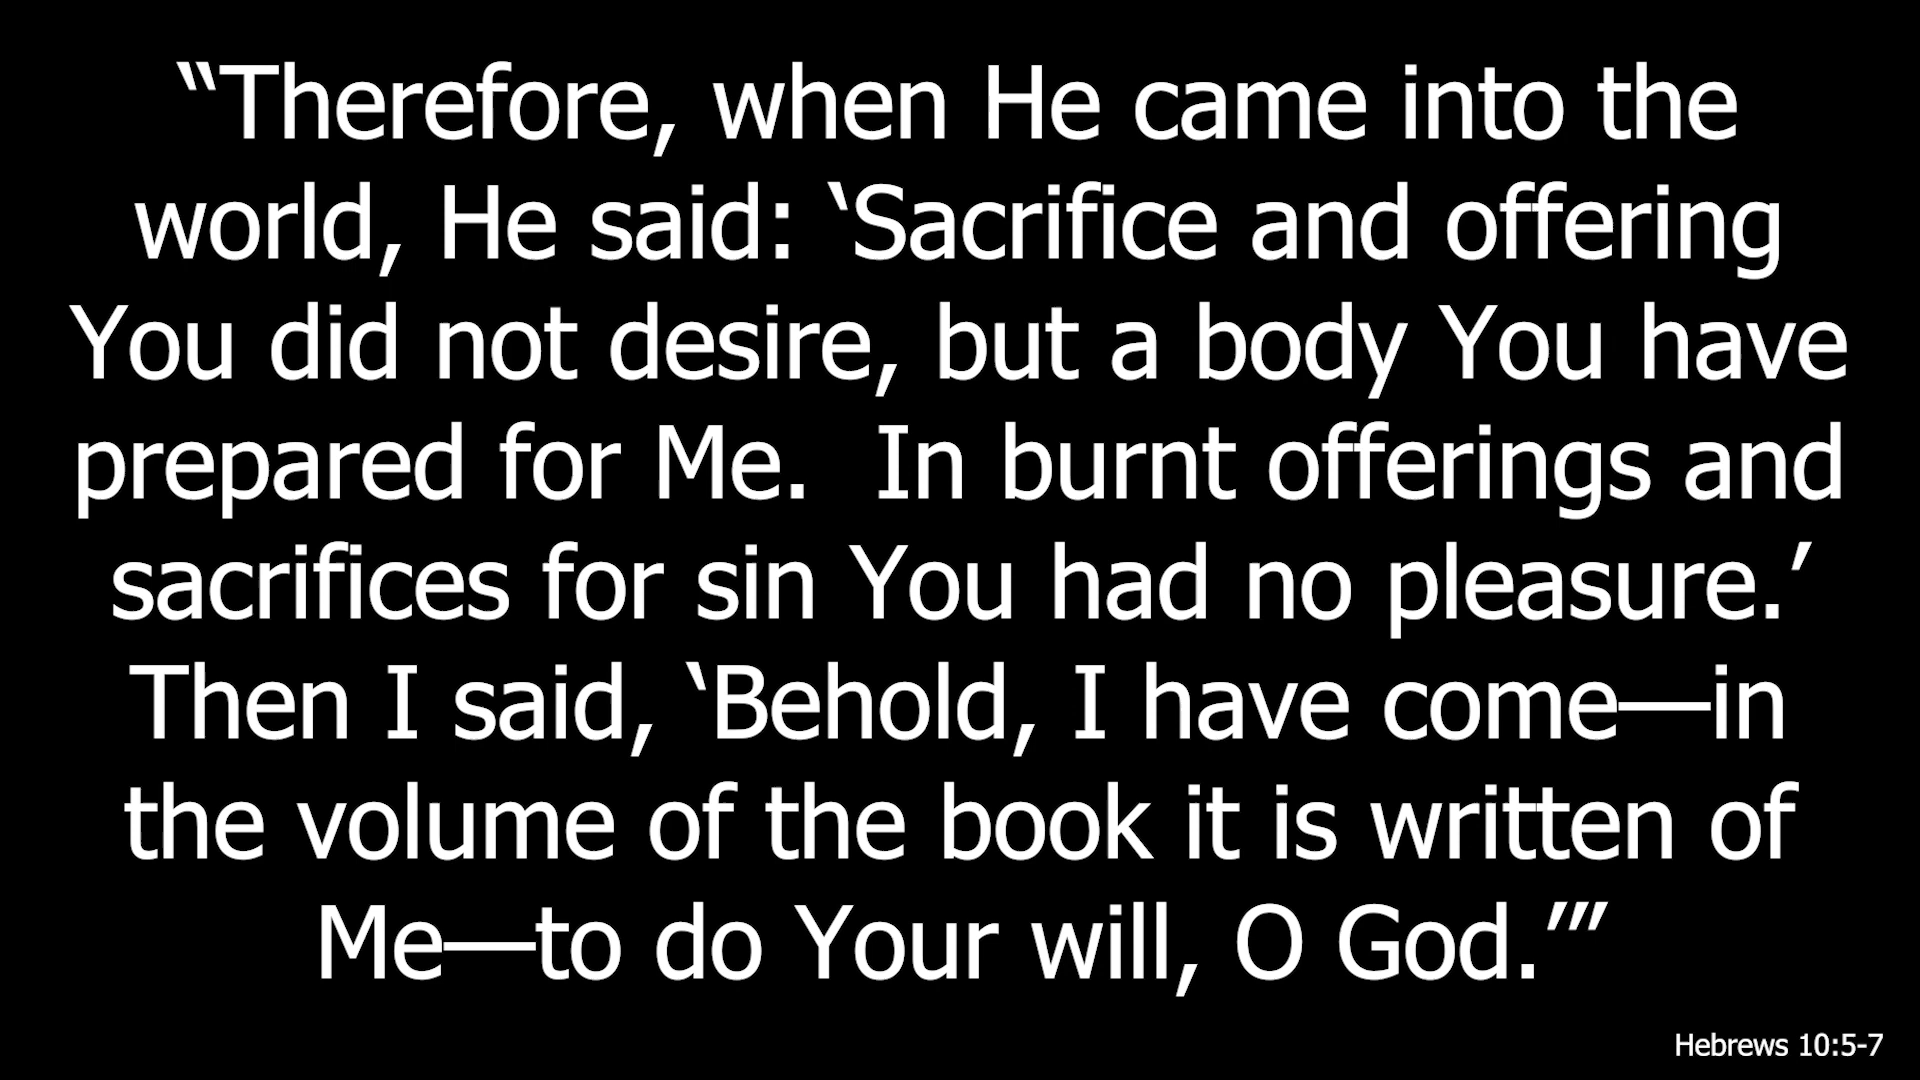 “Therefore, when He came into the
world, He said: ‘Sacrifice and offering
You did not desire, but a body You have
prepared for Me.  In burnt offerings and
sacrifices for sin You had no pleasure.’
Then I said, ‘Behold, I have come—in
the volume of the book it is written of
Me—to do Your will, O God.’”
Hebrews 10:5-7